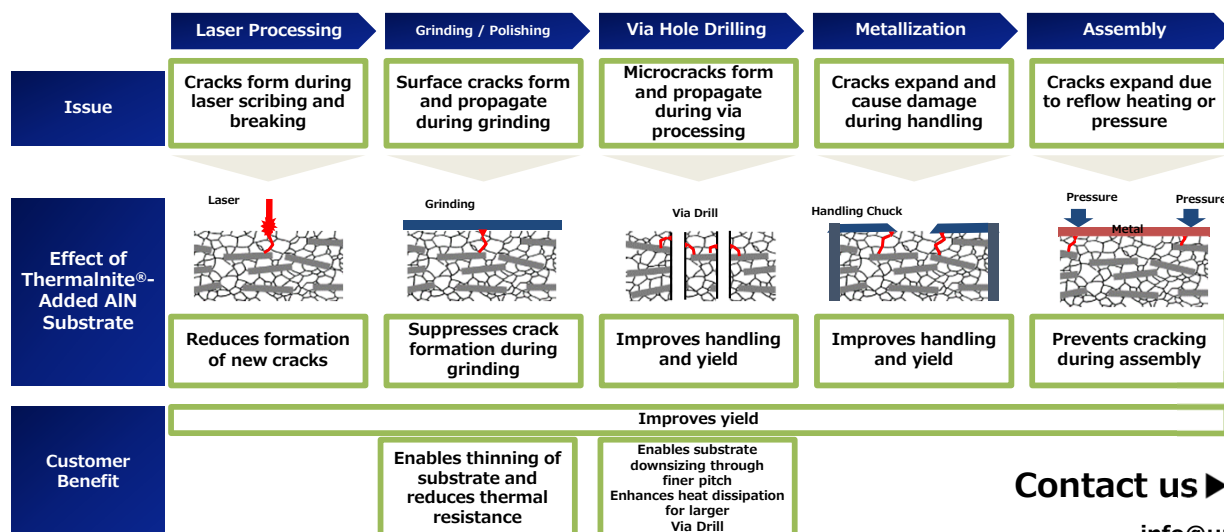 Laser Processing
Grinding / Polishing
Via Hole Drilling
Metallization
Assembly
Issue
Cracks form during
laser scribing and
breaking
Surface cracks form
and propagate
during grinding
Microcracks form
and propagate
during via
processing
Cracks expand and
cause damage
during handling
Cracks expand due
to reflow heating or
pressure
Effect of
Thermalnite®-
Added AlN
Substrate
Laser
Grinding
Via Drill
Handling Chuck
Pressure
Pressure
Metal
Reduces formation
of new cracks
Suppresses crack
formation during
grinding
Improves handling
and yield
Improves handling
and yield
Prevents cracking
during assembly
Customer
Benefit
Improves yield
Enables thinning of
substrate and
reduces thermal
resistance
Enables substrate
downsizing through
finer pitch
Enhances heat dissipation
for larger
Via Drill
Contact us▶